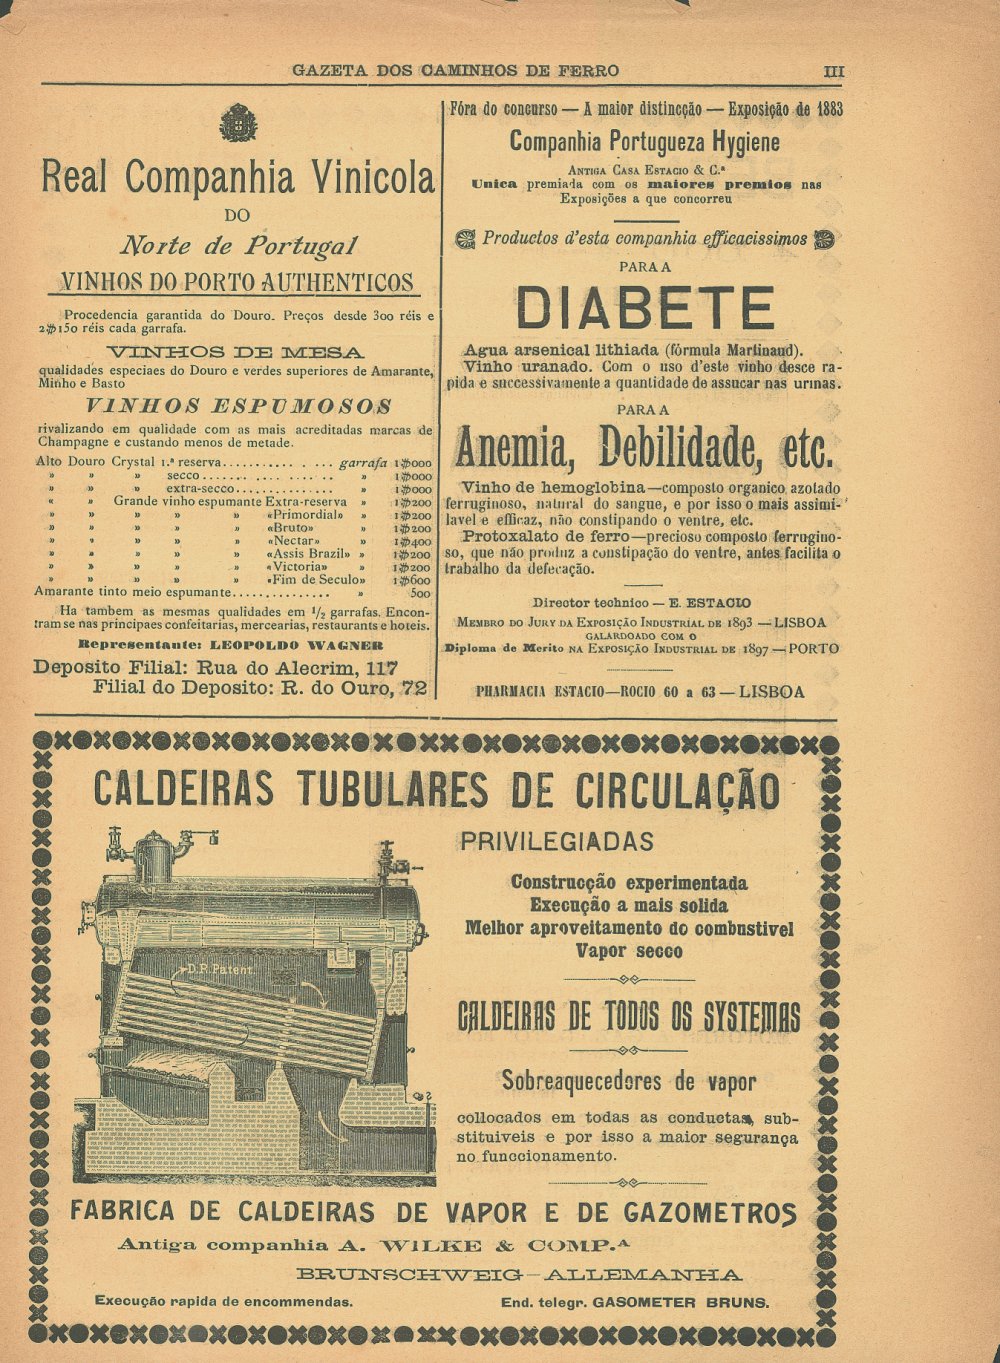 GAZETA DOS CAMINHOS DE FERRO
III
Real Companhia Vinicola
DO
Norte de Portugal
VINHOS DO PORTO AUTHENTICOS
Procedencia garantida do Douro. Preços desde 300 réis e
2$150 réis cada garrafa.
VINHOS DE MESA
qualidades especiaes do Douro e verdes superiores de Amarante,
Minho e Basto
VINHOS ESPUMOSOS
rivalizando em qualidade com as mais acreditadas marcas de
Champagne e custando menos de metade.
Alto Douro Crystal 1.ª reserva........... . ... garrafa 1$000
» » » secco........ .... .... .. » 1$000
» » » extra-secco.............. » 1$000
« » Grande vinho espumante Extra-reserva » 1$200
» » » » «Primordial» » 1$200
» » » » «Bruto» » 1$200
» » » » «Nectar» » 1$400
» » » » «Assis Brazil» » 1$200
» » » » «Victoria» » 1$200
» » » » «Fim de Seculo» 1$600
Amarante tinto meio espumante............... » 500
Ha tambem as mesmas qualidades em 1/2 garrafas. Encon-
tram se nas principaes confeitarias, mercearias, restaurants e hoteis.
Representante: LEOPOLDO WAGNER
Deposito Filial: Rua do Alecrim, 117
Filial do Deposito: R. do Ouro, 72
Fóra do concurso — A maior distincção — Exposição de 1883
Companhia Portugueza Hygiene
ANTIGA CASA ESTACIO & C.ª
Unica premiada com os maiores premios nas
Exposições a que concorreu
Productos d'esta companhia efficacissimos
PARA A
DIABETE
Agua arsenical lithiada (fórmula Martinaud).
Vinho uranado. Com o uso d'este vinho desce ra-
pida e successivamente a quantidade de assucar nas urinas.
PARA A
Anemia, Debilidade, etc.
Vinho de hemoglobina—composto organico, azotado
ferruginoso, natural do sangue, e por isso o mais assimi-
lavel e efficaz, não constipando o ventre, etc.
Protoxalato de ferro—precioso composto ferrugino-
so, que não produz a constipação do ventre, antes facilita o
trabalho da defecação.
Director technico — E. ESTACIO
MEMBRO DO JURY DA EXPOSIÇÃO INDUSTRIAL DE 1893 — LISBOA
GALARDOADO COM O
Diploma de Merito NA EXPOSIÇÃO INDUSTRIAL DE 1897 — PORTO
PHARMACIA ESTACIO—ROCIO 60 a 63 — LISBOA
CALDEIRAS TUBULARES DE CIRCULAÇÃO
PRIVILEGIADAS
Construcção experimentada
Execução a mais solida
Melhor aproveitamento do combustivel
Vapor secco
D.R.Patent.
CALDEIRAS DE TODOS OS SYSTEMAS
Sobreaquecedores de vapor
collocados em todas as conductas, sub-
stituiveis e por isso a maior segurança
no funccionamento.
FABRICA DE CALDEIRAS DE VAPOR E DE GAZOMETROS
Antiga companhia A. WILKE & COMP.ª
BRUNSCHWEIG—ALLEMANHA
Execução rapida de encommendas.
End. telegr. GASOMETER BRUNS.